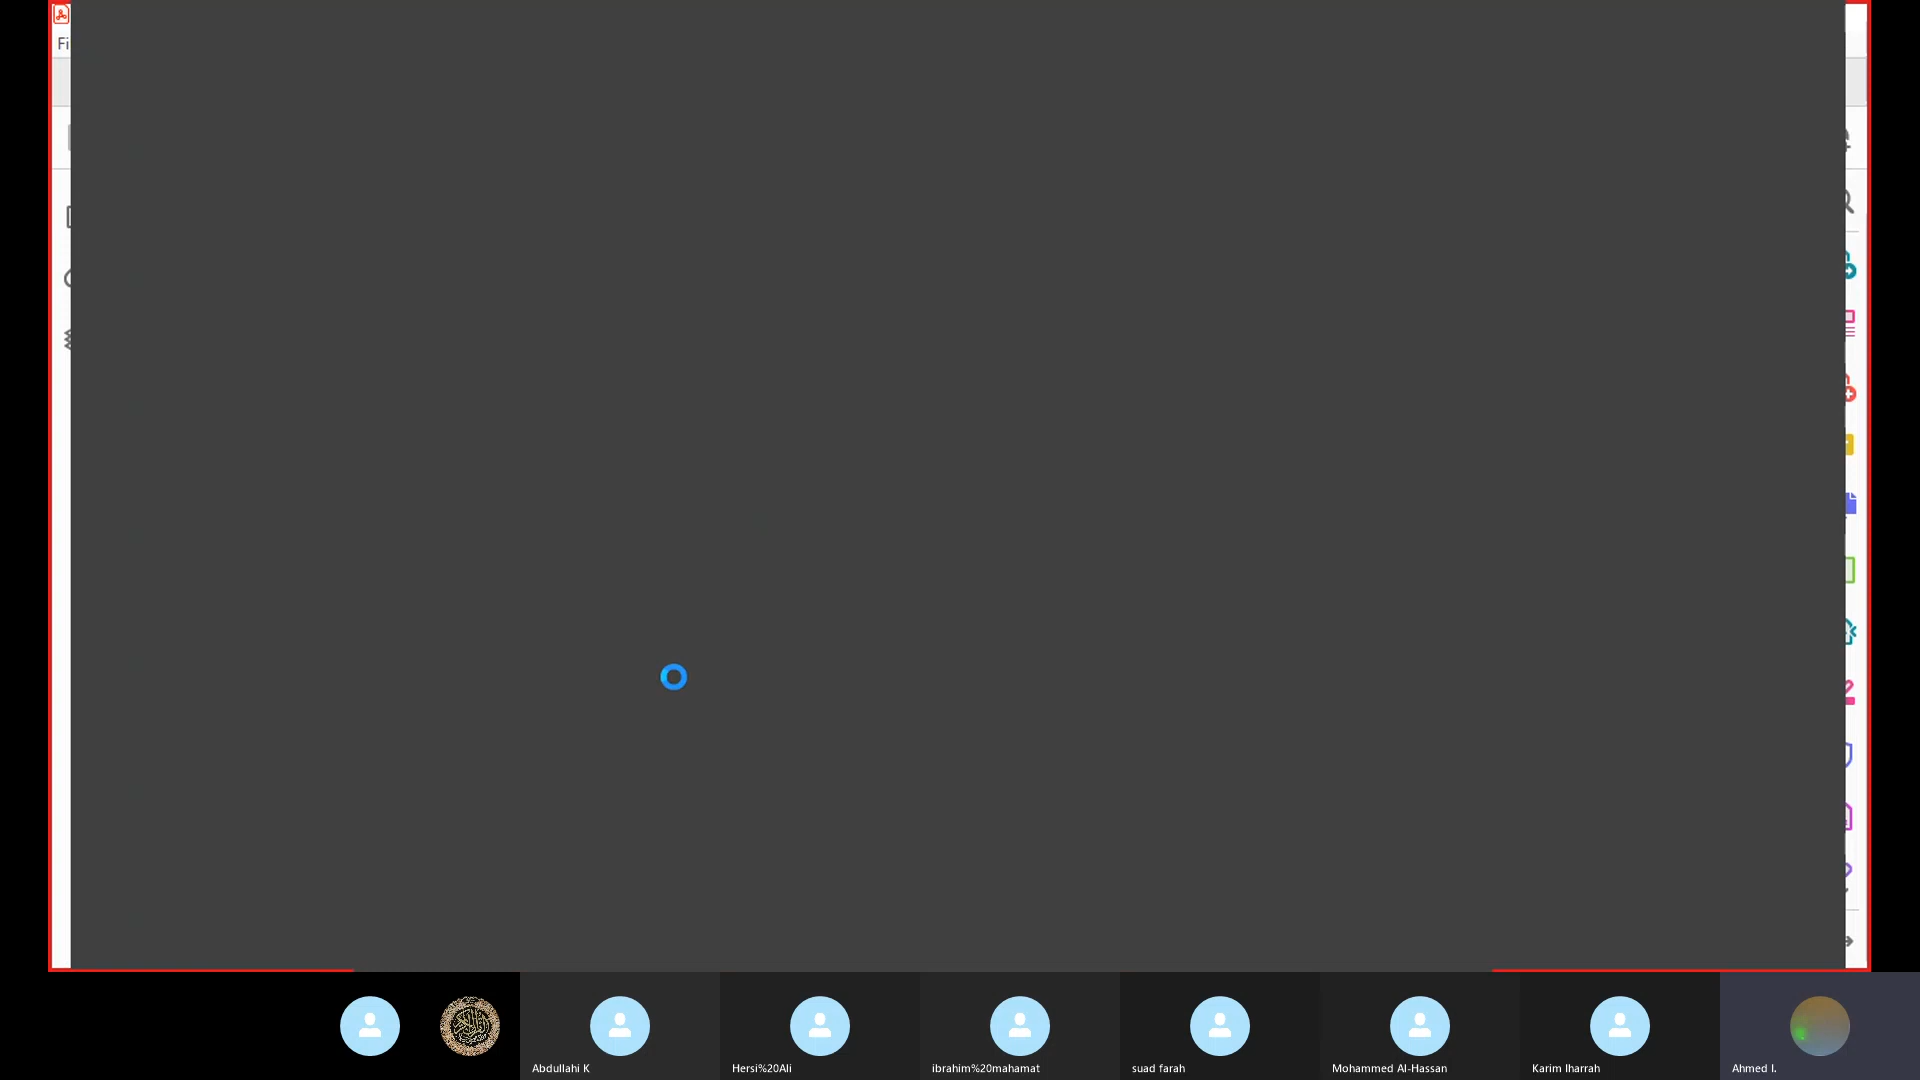 Fi
Abdullahi K
Hersi%20Ali
ibrahim%20mahamat
suad farah
Mohammed Al-Hassan
Karim Iharrah
Ahmed I.